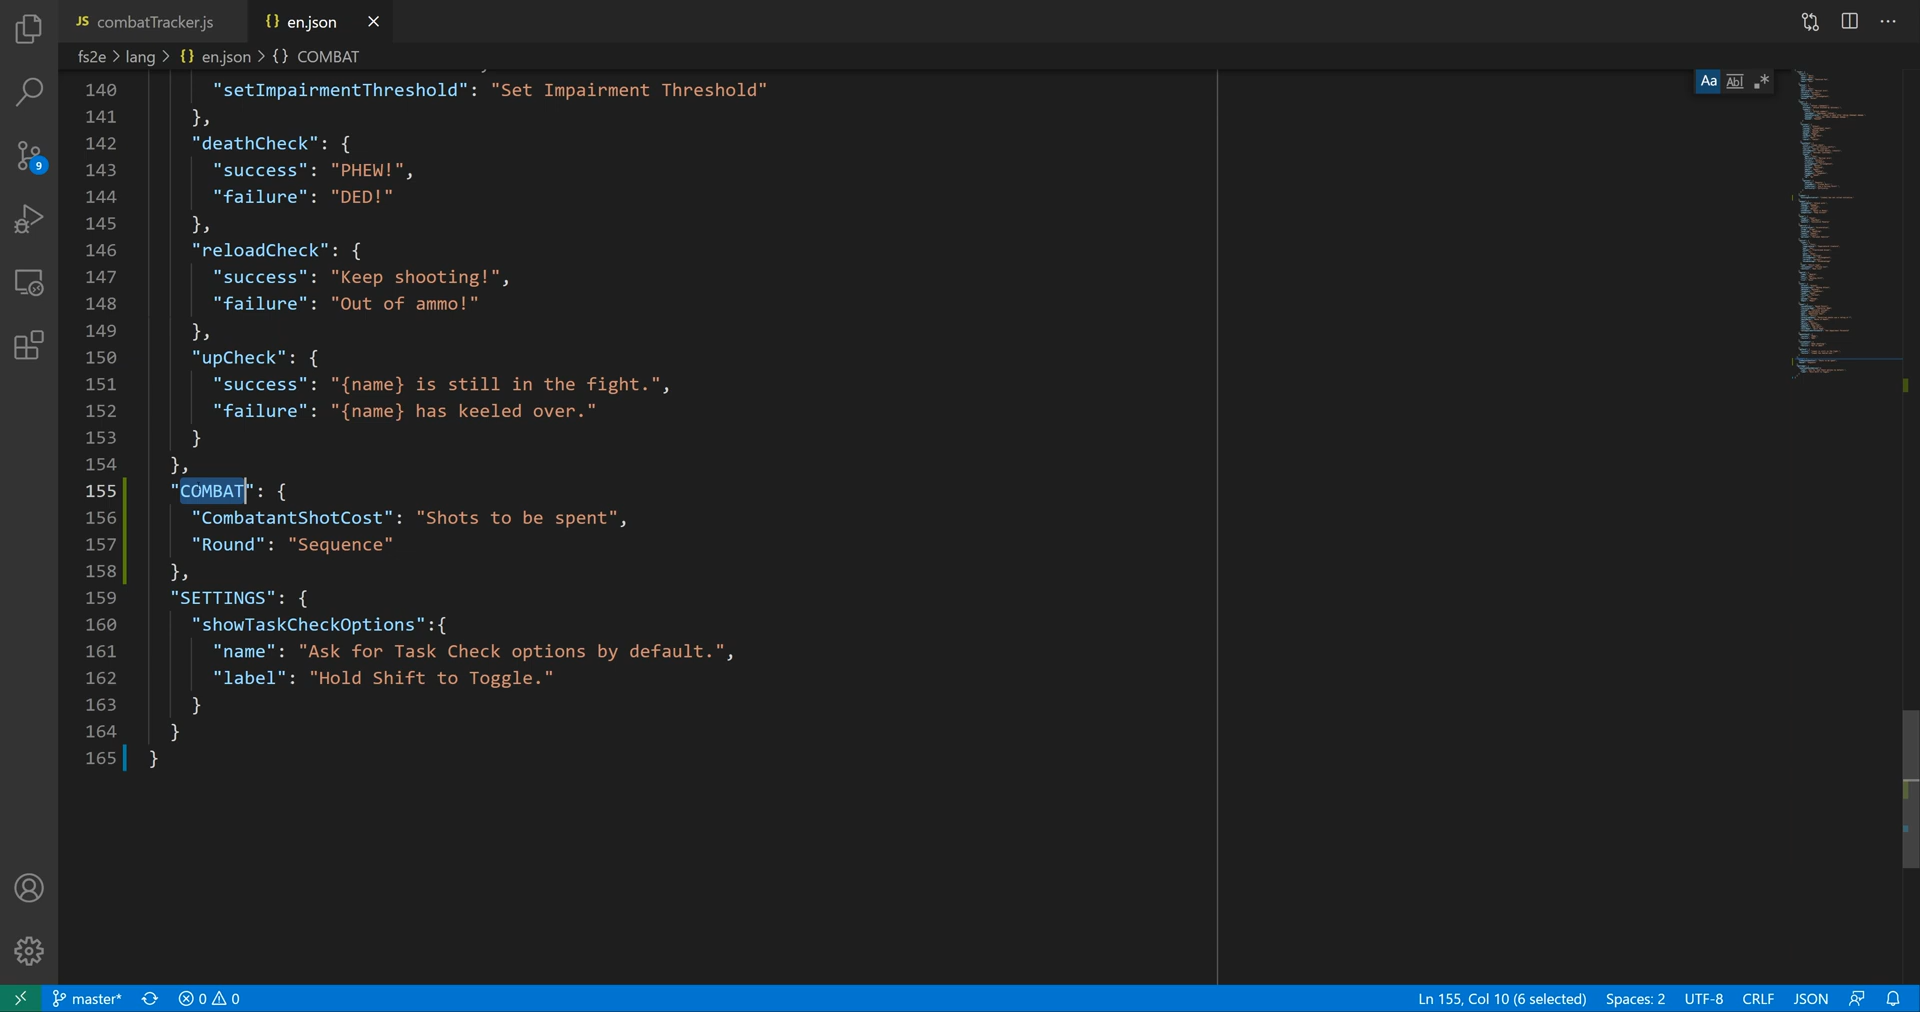 JS combatTracker.js
{} en.json
fs2e > lang > {} en.json > {} COMBAT
Aa Abl .*
140 "setImpairmentThreshold": "Set Impairment Threshold"
141 },
142 "deathCheck": {
143 "success": "PHEW!",
144 "failure": "DED!"
145 },
146 "reloadCheck": {
147 "success": "Keep shooting!",
148 "failure": "Out of ammo!"
149 },
150 "upCheck": {
151 "success": "{name} is still in the fight.",
152 "failure": "{name} has keeled over."
153 }
154 },
155 "COMBAT": {
156 "CombatantShotCost": "Shots to be spent",
157 "Round": "Sequence"
158 },
159 "SETTINGS": {
160 "showTaskCheckOptions":{
161 "name": "Ask for Task Check options by default.",
162 "label": "Hold Shift to Toggle."
163 }
164 }
165 }
9
master* 0 0 Ln 155, Col 10 (6 selected) Spaces: 2 UTF-8 CRLF JSON